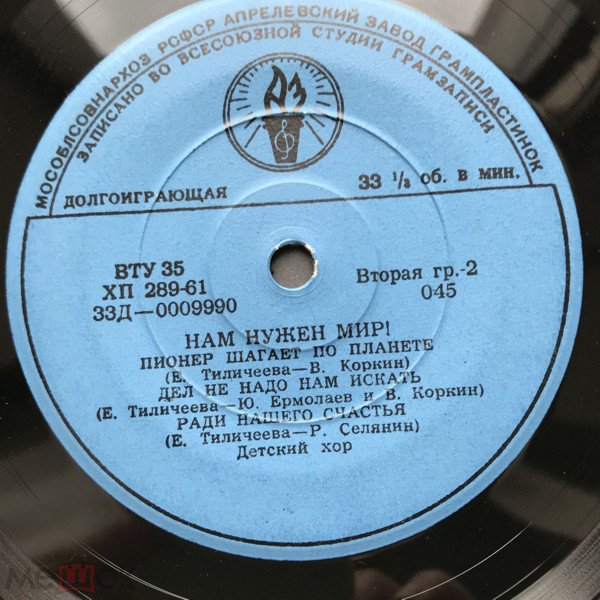 МОСОБЛСОВНАРХОЗ РСФСР АПРЕЛЕВСКИЙ ЗАВОД ГРАМПЛАСТИНОК
ЗАПИСАНО ВО ВСЕСОЮЗНОЙ СТУДИИ ГРАМЗАПИСИ
АЗ
ДОЛГОИГРАЮЩАЯ
33 ⅓ об. в мин.
ВТУ 35
ХП 289-61
33Д—0009990
Вторая гр.-2
045
НАМ НУЖЕН МИР!
ПИОНЕР ШАГАЕТ ПО ПЛАНЕТЕ
(Е. Тиличеева—В. Коркин)
ДЕЛ НЕ НАДО НАМ ИСКАТЬ
(Е. Тиличеева—Ю. Ермолаев и В. Коркин)
РАДИ НАШЕГО СЧАСТЬЯ
(Е. Тиличеева—Р. Селянин)
Детский хор
Мешок